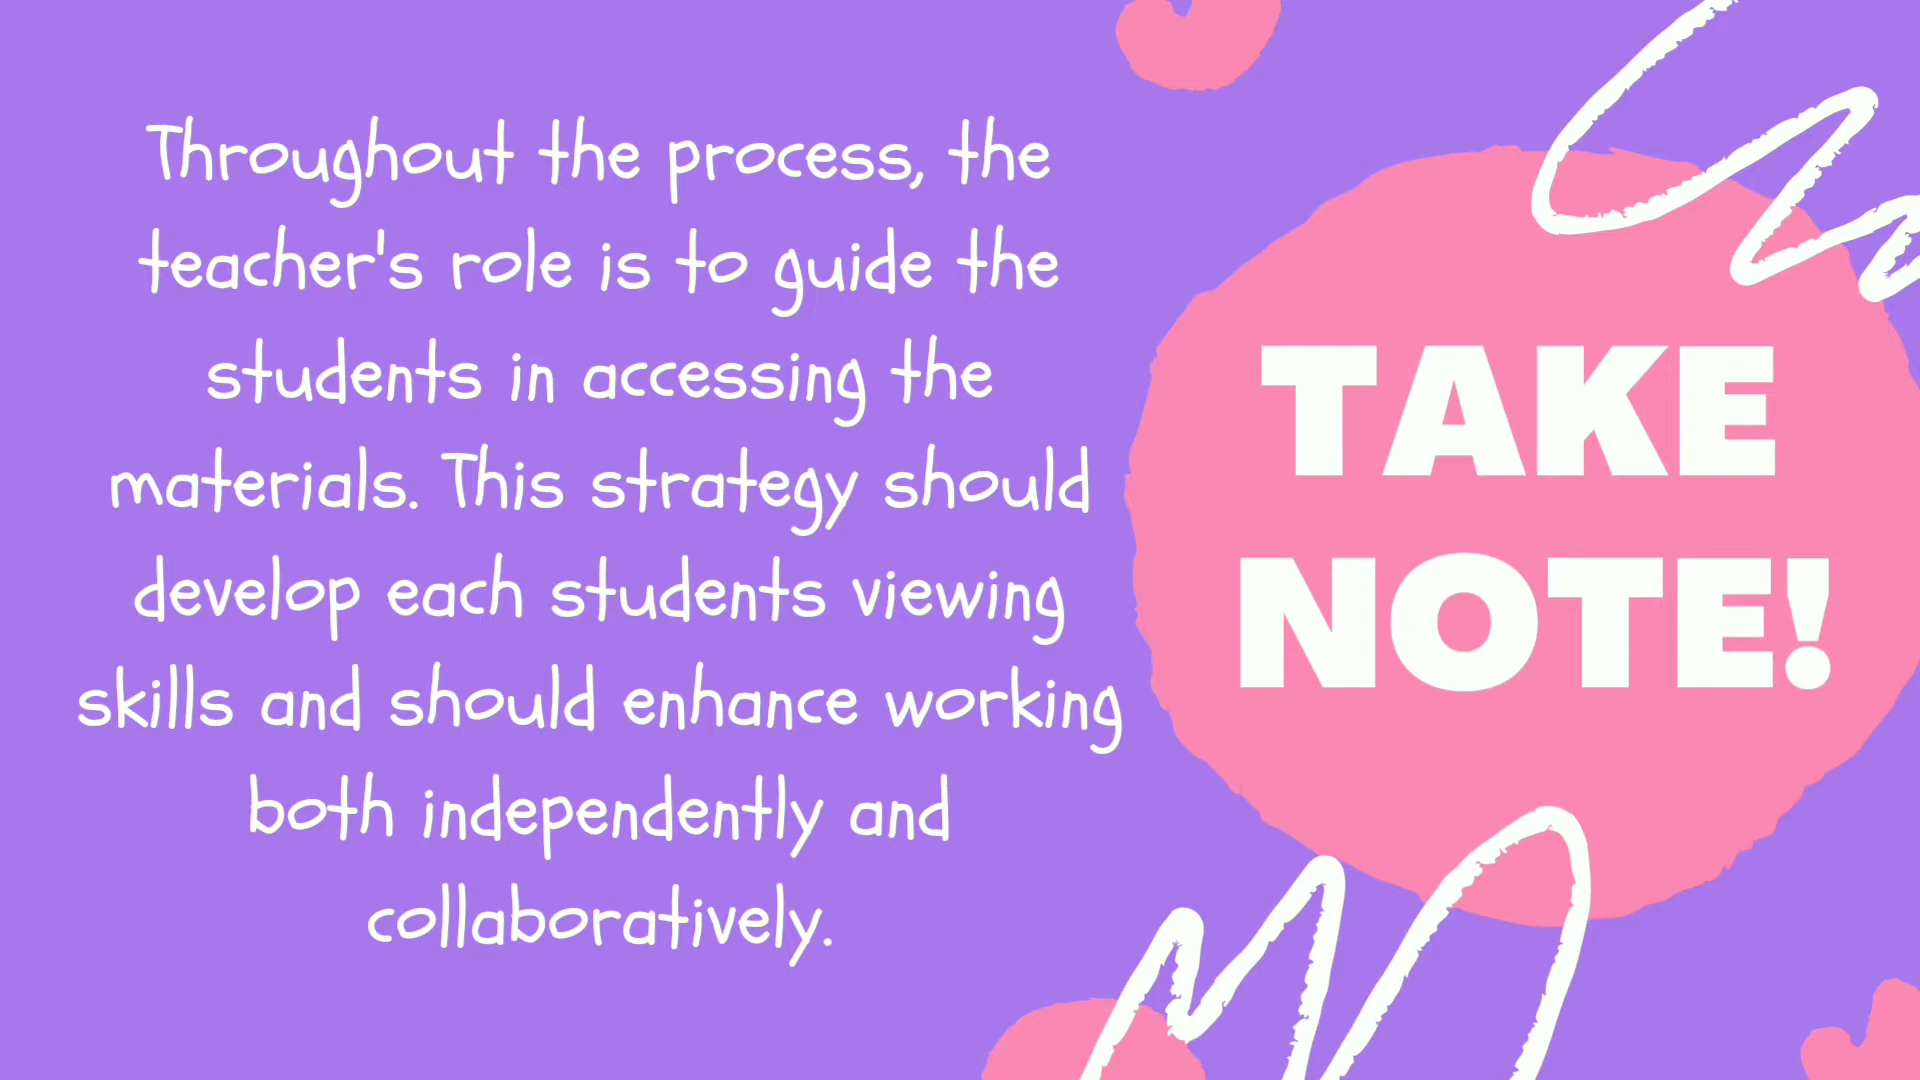 Throughout the process, the
teacher's role is to guide the
students in accessing the
materials. This strategy should
develop each students viewing
skills and should enhance working
both independently and
collaboratively.
TAKE
NOTE!